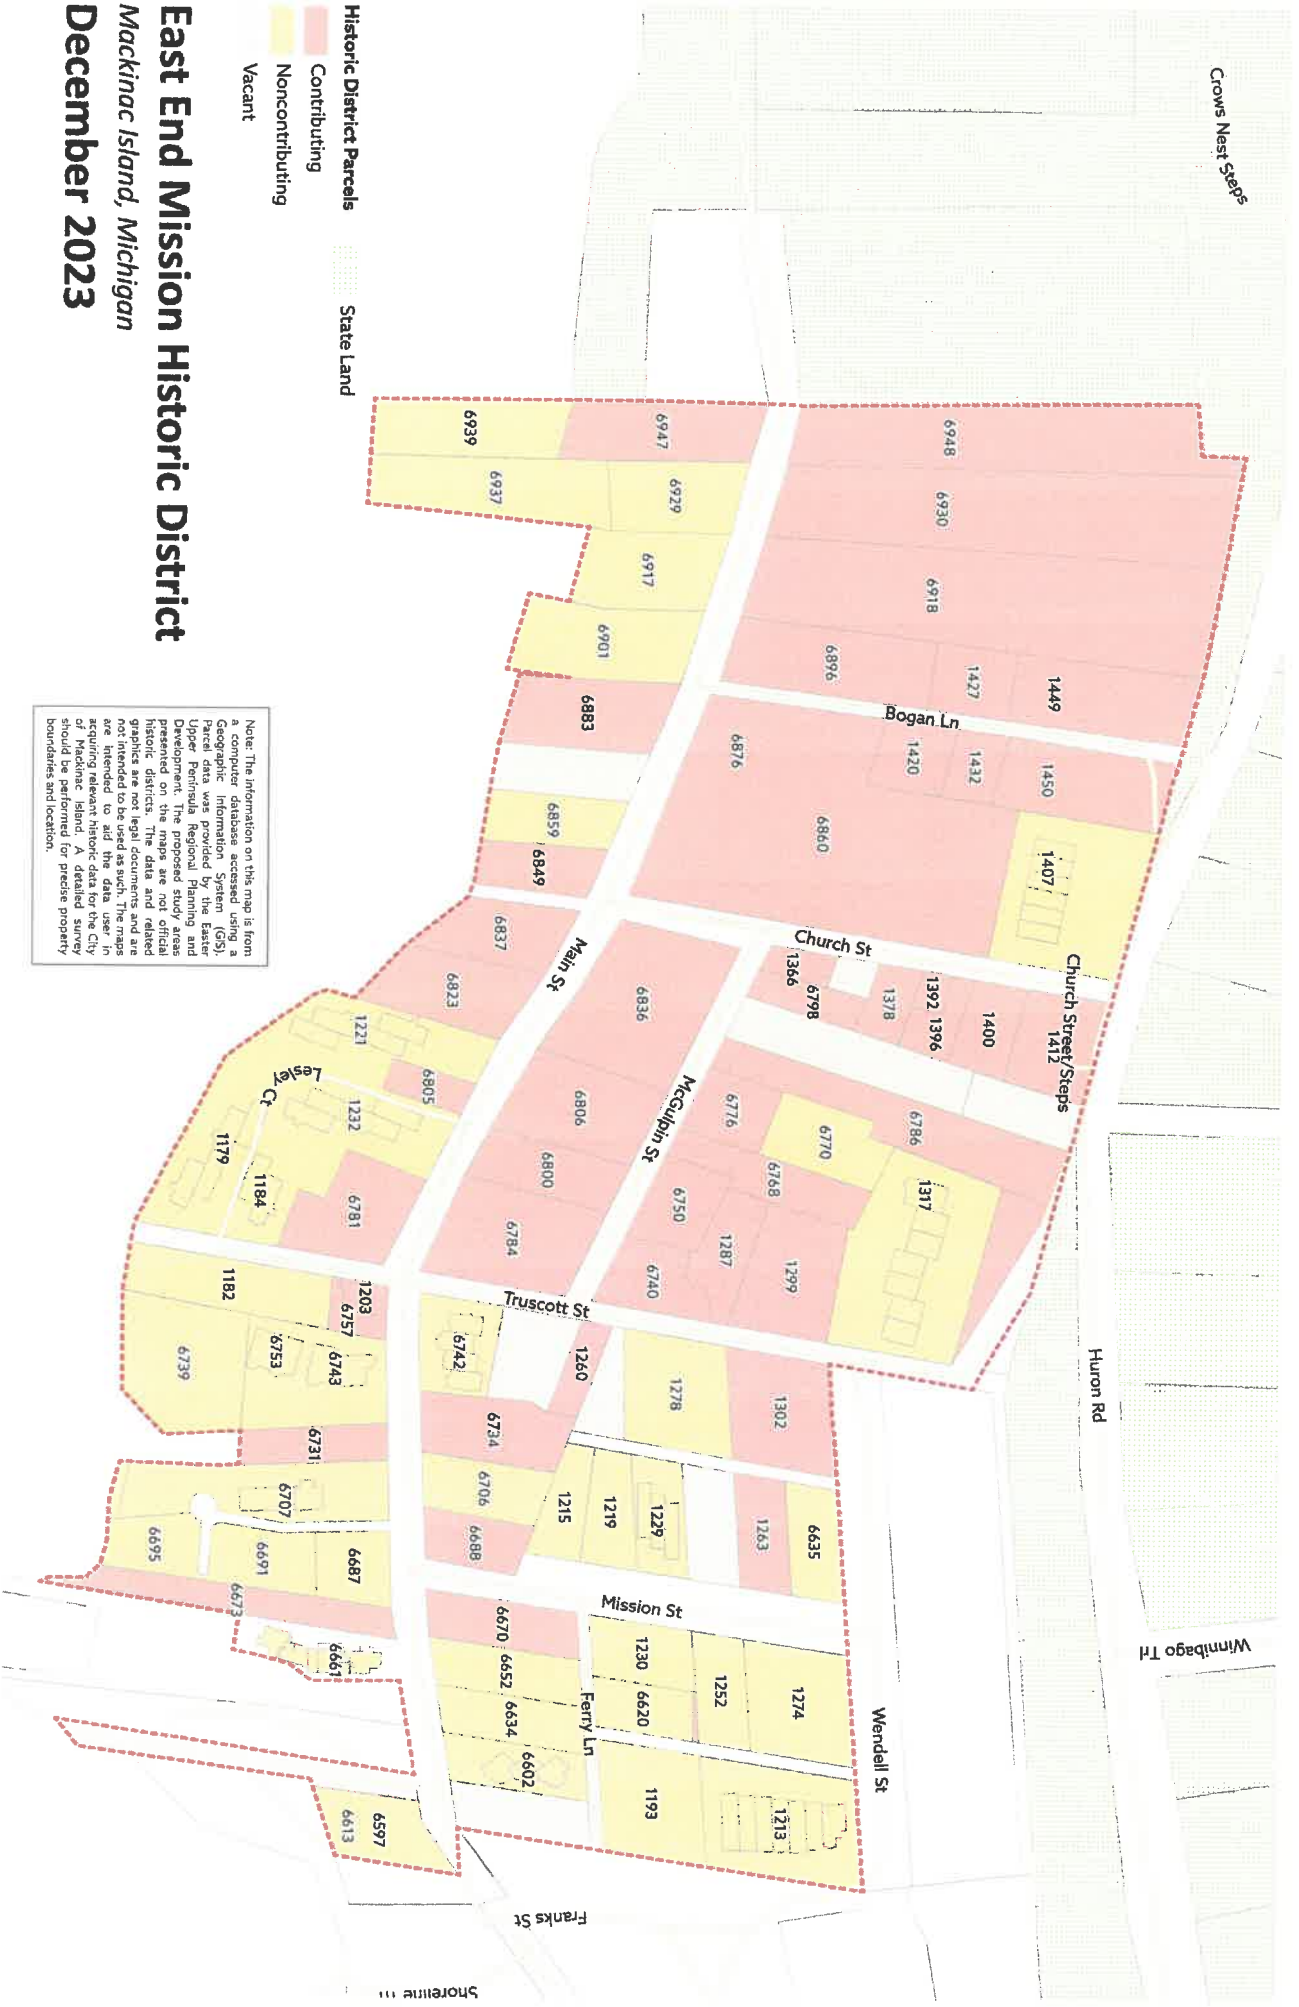 Crows Nest Steps
Historic District Parcels
Contributing
Noncontributing
Vacant
State Land
East End Mission Historic District
Mackinac Island, Michigan
December 2023
Note: The information on this map is from
a computer database accessed using a
Geographic Information System (GIS).
Parcel data was provided by the Easter
Upper Peninsula Regional Planning and
Development. The proposed study areas
presented on the maps are not official
historic districts. The data and related
graphics are not legal documents and are
not intended to be used as such. The maps
are intended to aid the data user in
acquiring relevant historic data for the City
of Mackinac Island. A detailed survey
should be performed for precise property
boundaries and location.
6948
6930
6918
6896
1427
1449
Bogan Ln
6939
6947
6937
6929
6917
6901
6883
6859
6849
6876
1420
1432
1450
6860
1407
Church St
Church Street/Steps
1366
6798
1378
1392
1396
1400
1412
Main St
6837
6823
6836
McGulpin St
6806
6800
6784
6776
6770
6786
6768
6750
1287
6740
1299
1317
1221
Lesley Ct
6805
1232
1179
1184
6781
Truscott St
Huron Rd
1182
1203
6757
6753
6743
6739
6742
1260
1278
1302
6734
6731
6706
6688
1215
1219
1229
1263
6635
6707
6695
6691
6687
6673
6661
Mission St
Winnibago Trl
6670
6652
6634
6602
Ferry Ln
1230
6620
1252
1274
Wendell St
1193
1213
6597
6613
Franks St
Shoreline